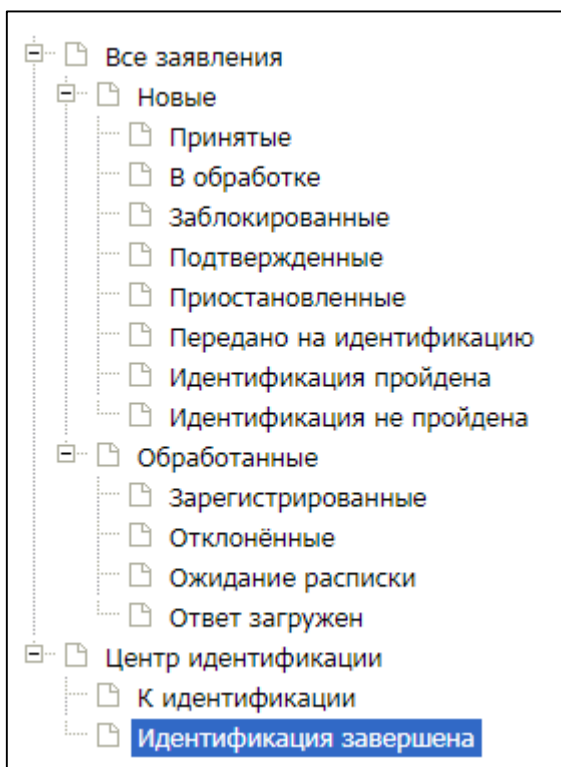 Все заявления
Новые
Принятые
В обработке
Заблокированные
Подтвержденные
Приостановленные
Передано на идентификацию
Идентификация пройдена
Идентификация не пройдена
Обработанные
Зарегистрированные
Отклонённые
Ожидание расписки
Ответ загружен
Центр идентификации
К идентификации
Идентификация завершена